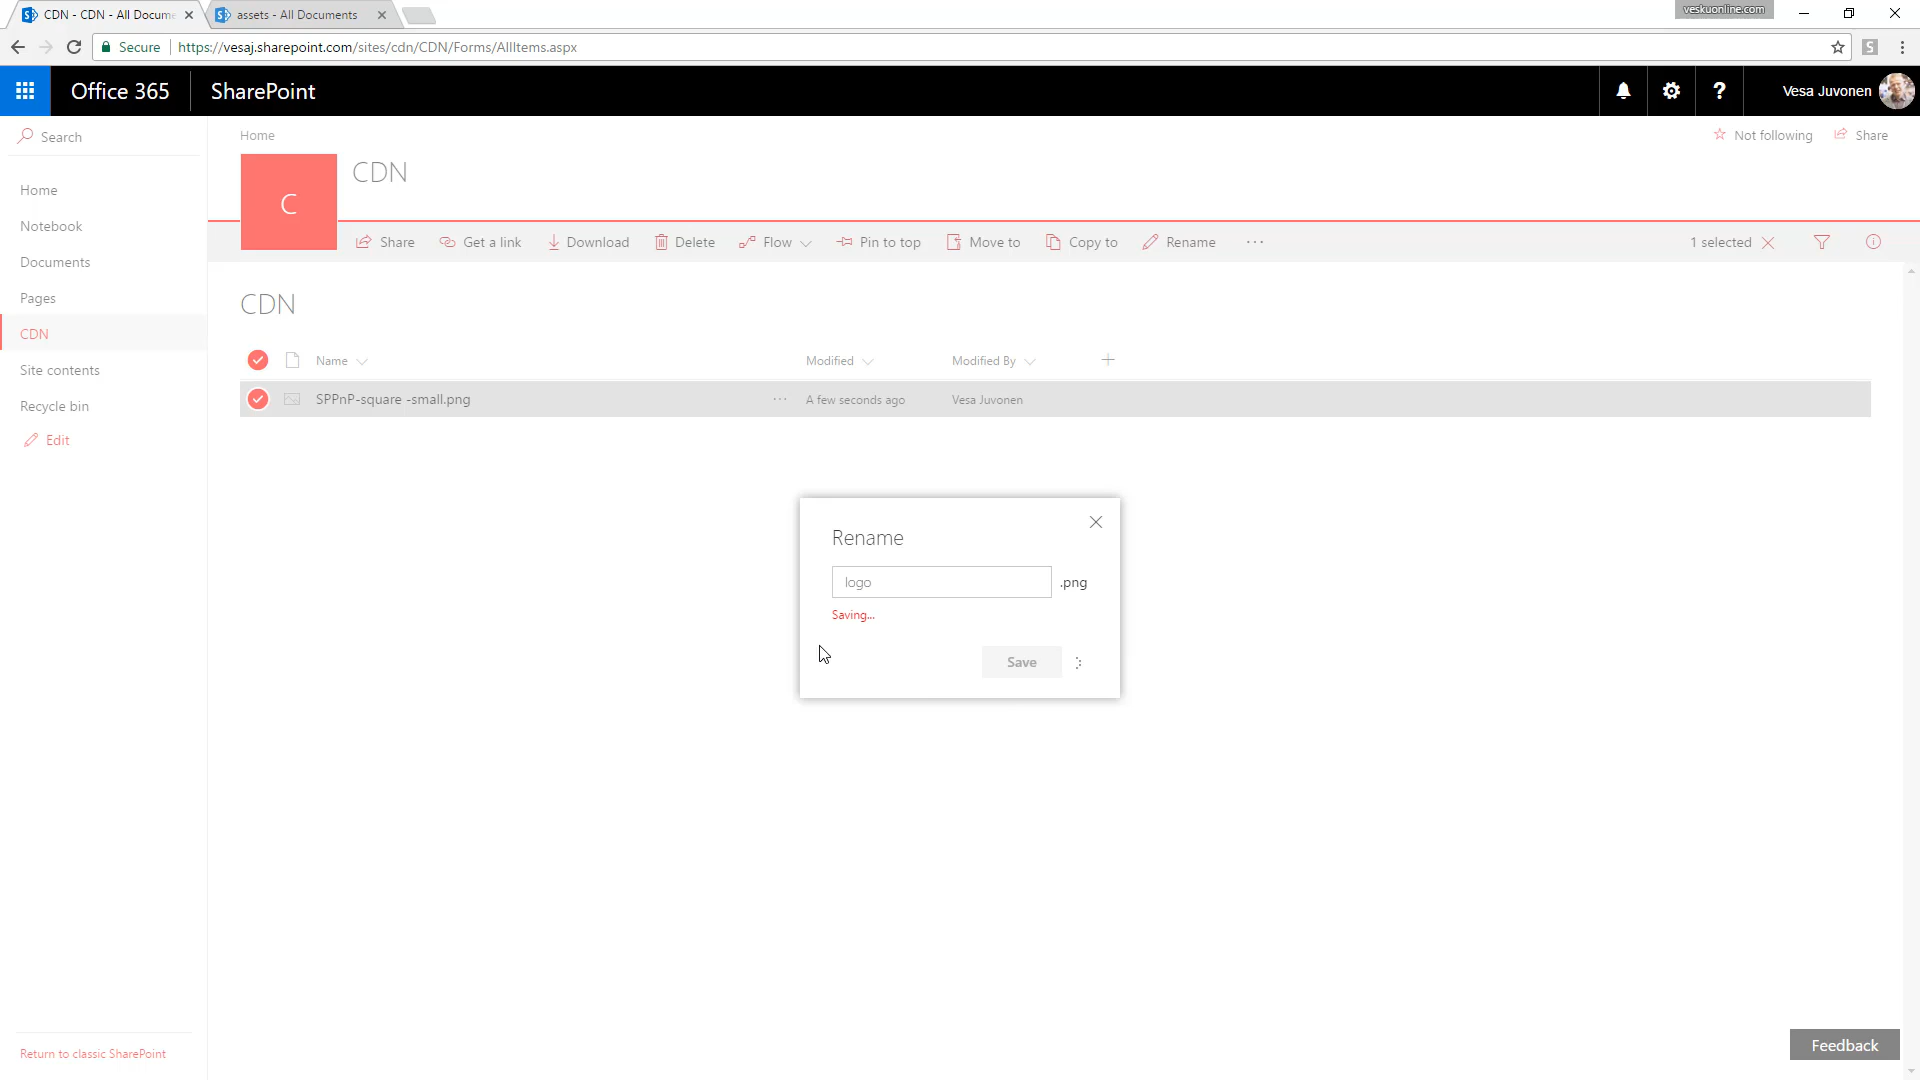 CDN - CDN - All Docume
assets - All Documents
veskuonline.com
Secure
https://vesaj.sharepoint.com/sites/cdn/CDN/Forms/AllItems.aspx
S
Office 365
SharePoint
Vesa Juvonen
Search
Home
Not following
Share
C
CDN
Home
Notebook
Documents
Pages
CDN
Site contents
Recycle bin
Edit
Share
Get a link
Download
Delete
Flow
Pin to top
Move to
Copy to
Rename
1 selected
CDN
Name
Modified
Modified By
SPPnP-square -small.png
A few seconds ago
Vesa Juvonen
Rename
logo
.png
Saving...
Save
Return to classic SharePoint
Feedback